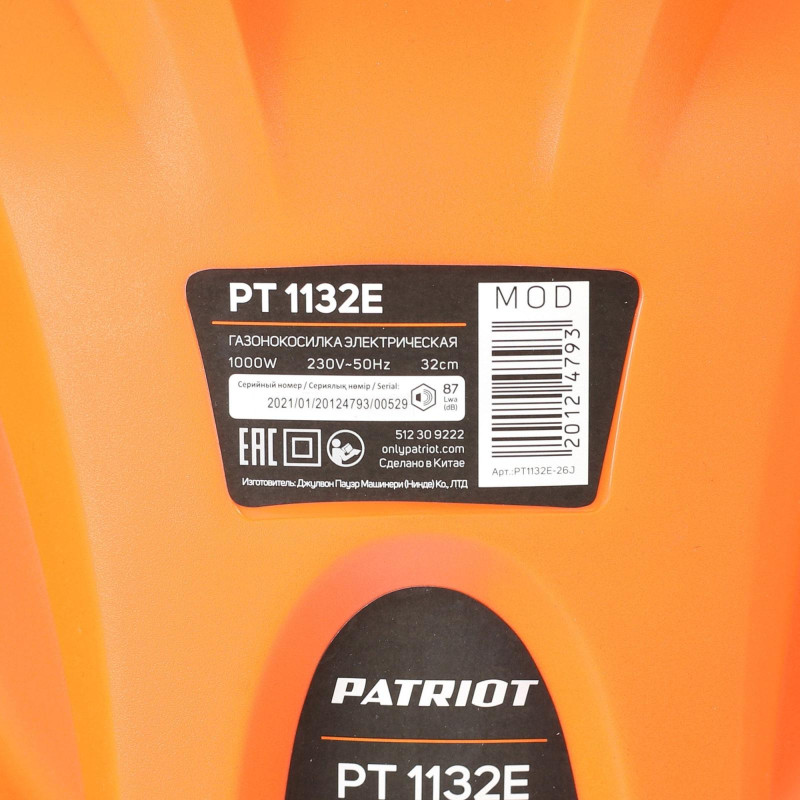 PT 1132E
ГАЗОНОКОСИЛКА ЭЛЕКТРИЧЕСКАЯ
1000W 230V~50Hz 32cm
Серийный номер / Сериялық нөмір / Serial:
2021/01/20124793/00529
87
Lwa
(dB)
EAC
512 30 9222
onlypatriot.com
Сделано в Китае
Изготовитель: Джулвон Пауэр Машинери (Нинде) Ко., ЛТД
MOD
20124793
Арт.:PT1132E-26J
PATRIOT
PT 1132E